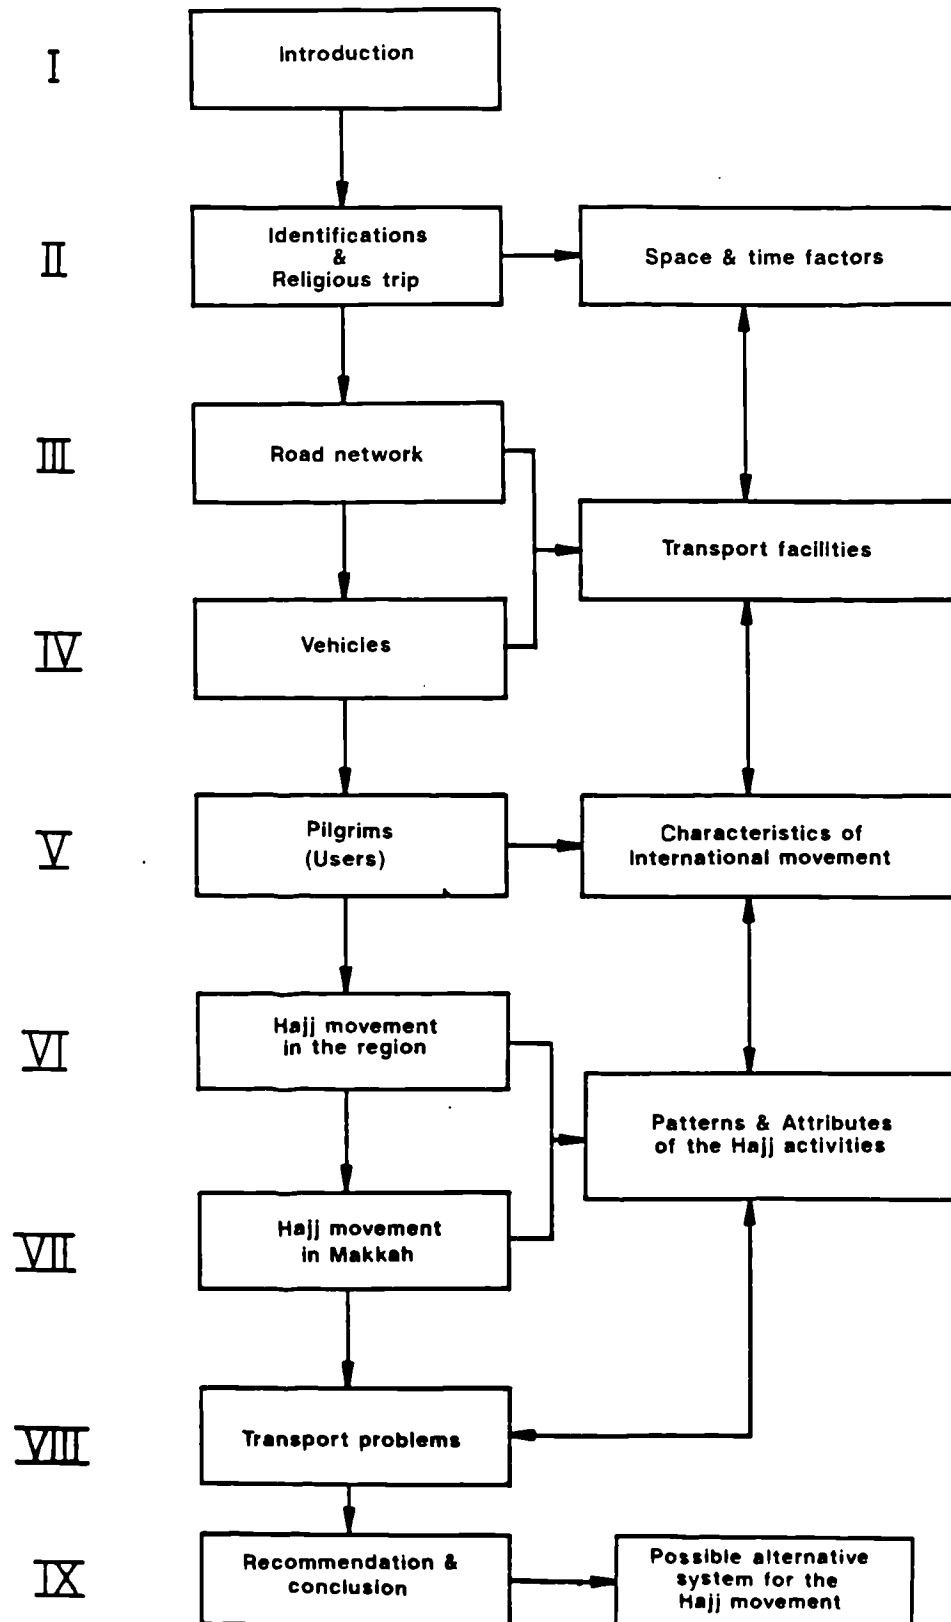 I
Introduction
II
Identifications
&
Religious trip
Space & time factors
III
Road network
Transport facilities
IV
Vehicles
V
Pilgrims
(Users)
Characteristics of
International movement
VI
Hajj movement
in the region
Patterns & Attributes
of the Hajj activities
VII
Hajj movement
in Makkah
VIII
Transport problems
IX
Recommendation &
conclusion
Possible alternative
system for the
Hajj movement